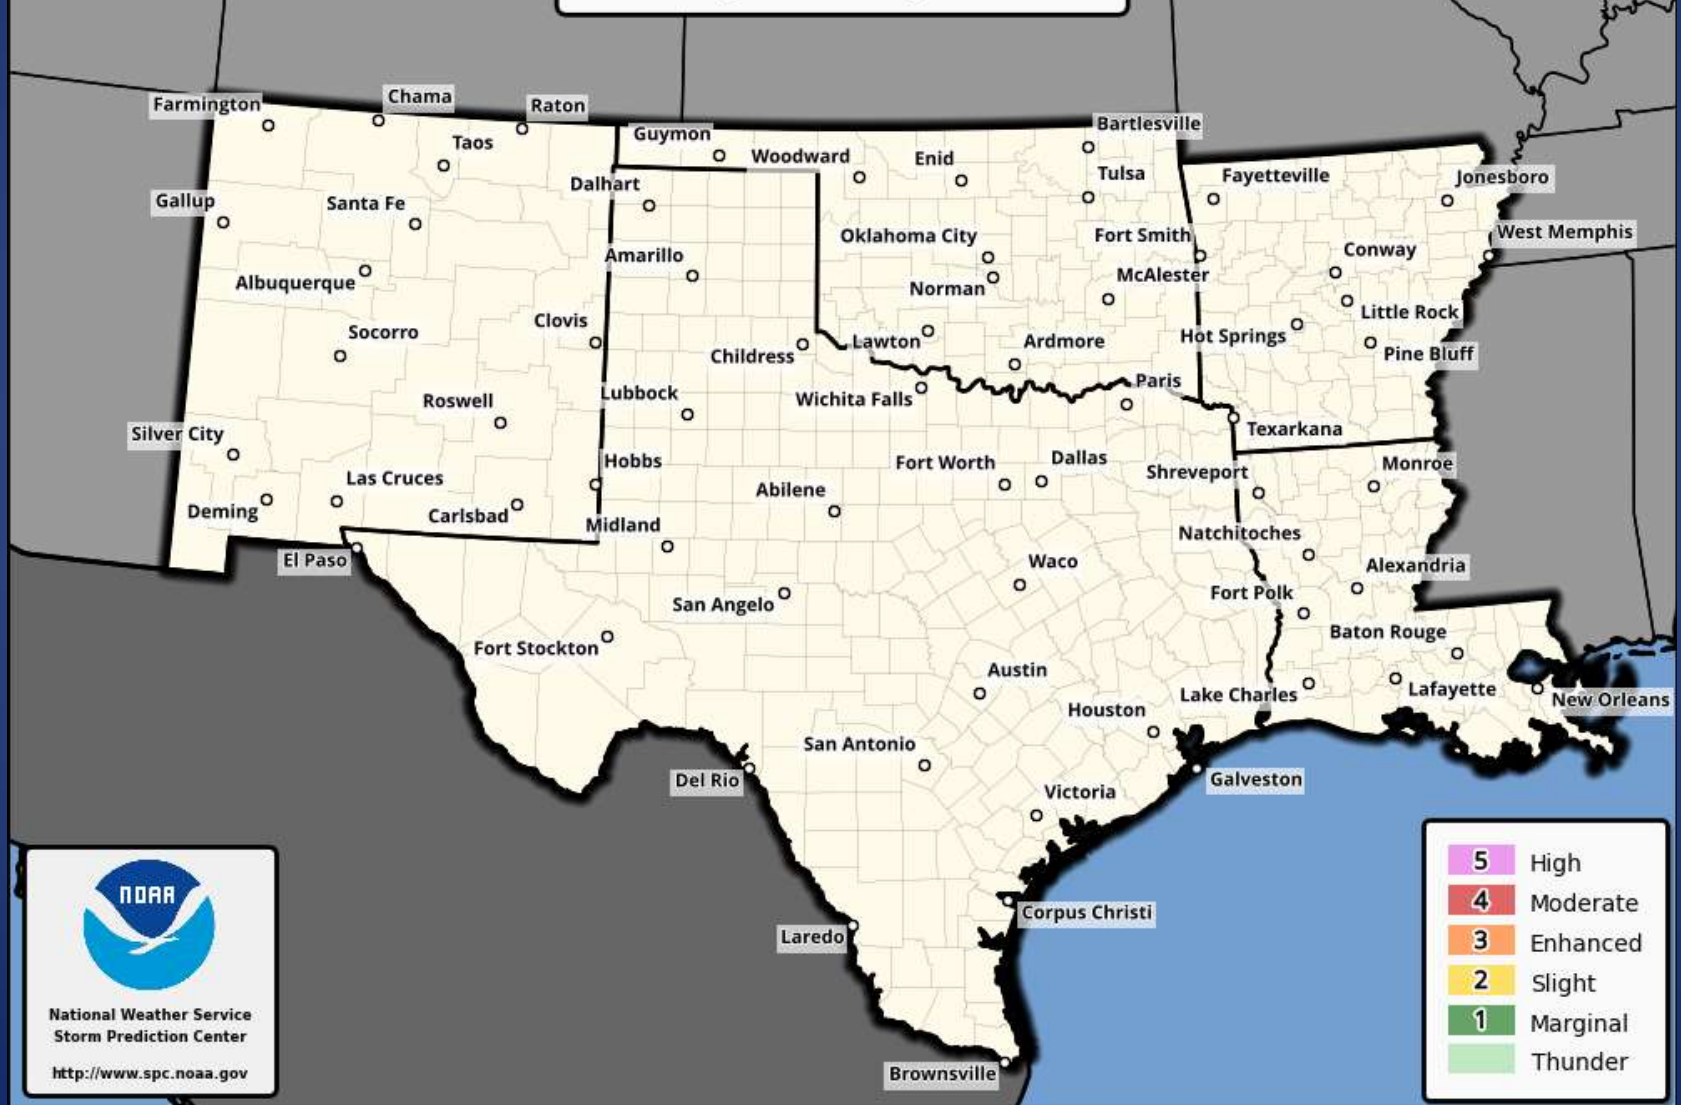 Farmington
Chama
Raton
Guymon
Bartlesville
Taos
Woodward
Enid
Tulsa
Fayetteville
Jonesboro
Dalhart
Gallup
Santa Fe
Oklahoma City
Fort Smith
West Memphis
Conway
Amarillo
McAlester
Albuquerque
Norman
Little Rock
Clovis
Socorro
Lawton
Ardmore
Hot Springs
Pine Bluff
Childress
Paris
Lubbock
Wichita Falls
Roswell
Texarkana
Silver City
Hobbs
Fort Worth
Dallas
Shreveport
Monroe
Las Cruces
Abilene
Deming
Carlsbad
Midland
Natchitoches
El Paso
Waco
Alexandria
San Angelo
Fort Polk
Baton Rouge
Fort Stockton
Austin
Lake Charles
Lafayette
New Orleans
Houston
San Antonio
Del Rio
Galveston
Victoria
Corpus Christi
Laredo
Brownsville
NOAA
National Weather Service
Storm Prediction Center
http://www.spc.noaa.gov
5 High
4 Moderate
3 Enhanced
2 Slight
1 Marginal
Thunder